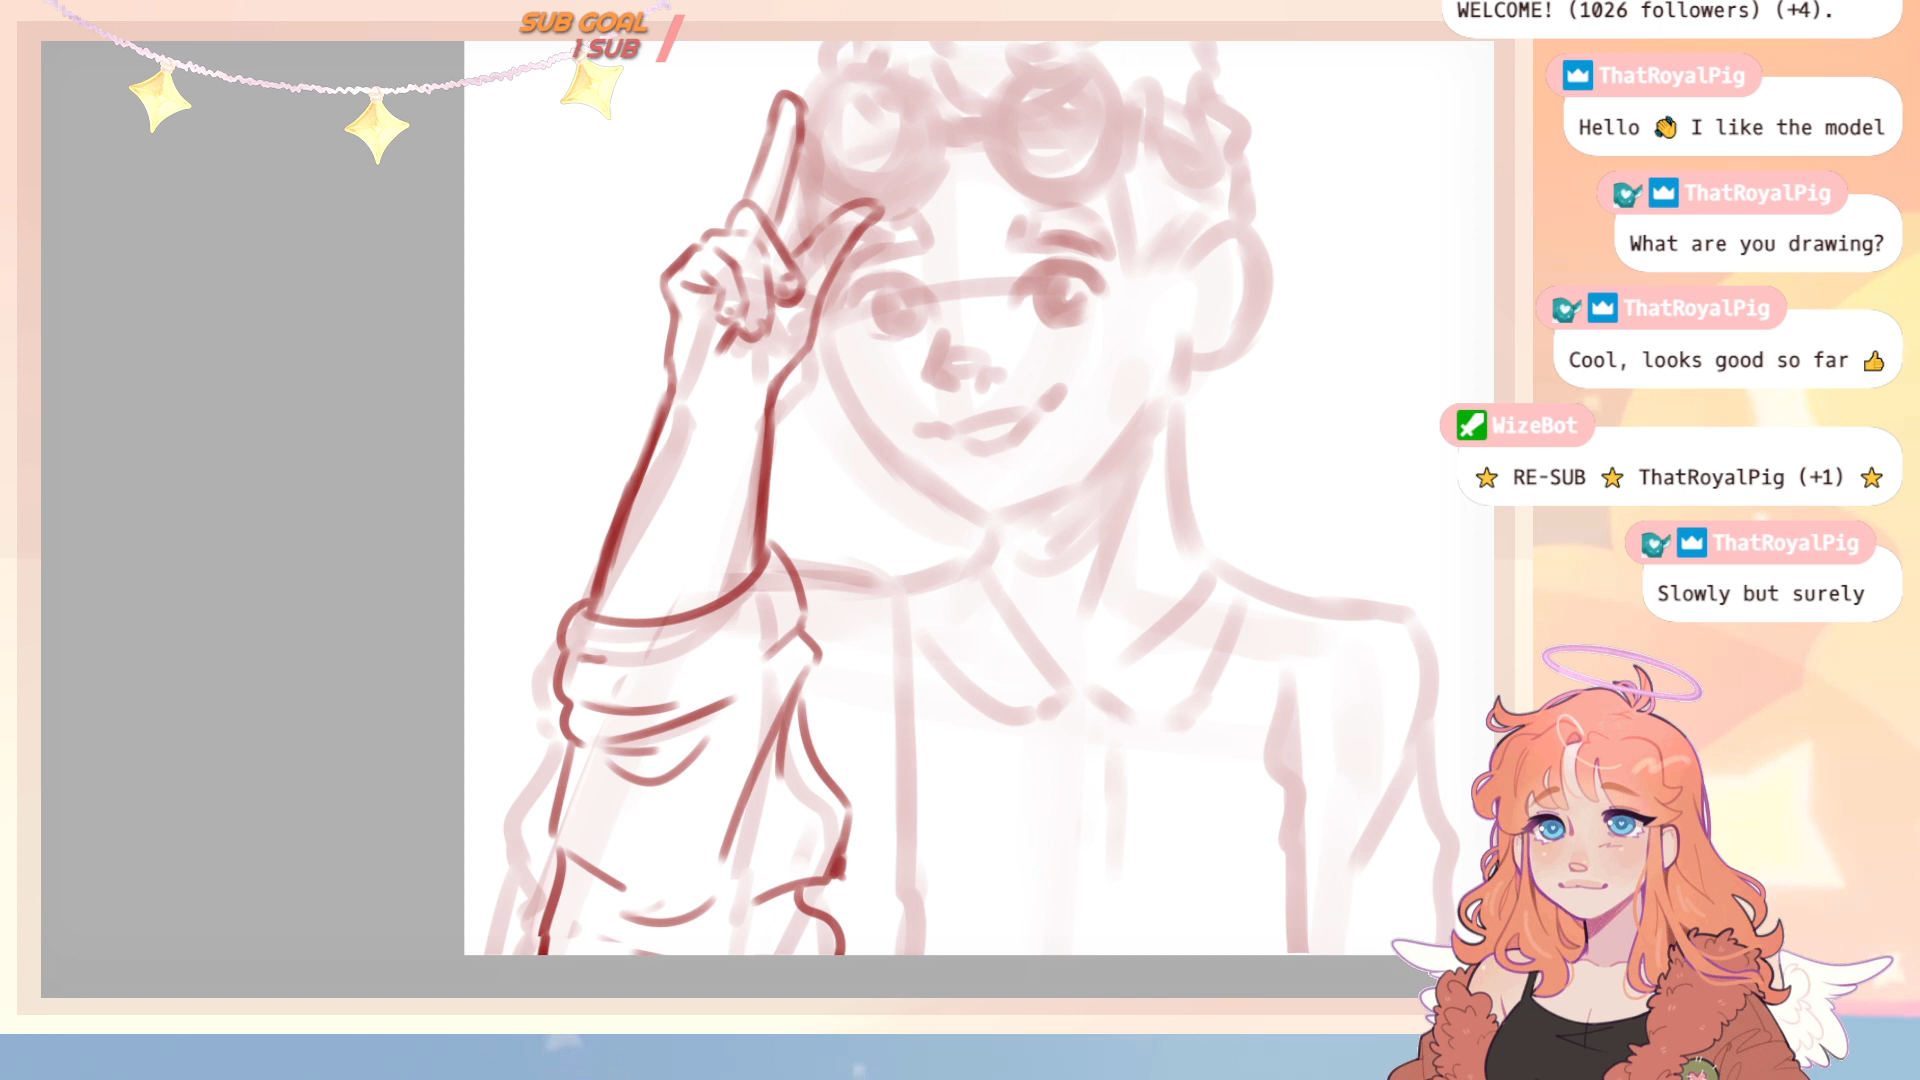 SUB GOAL
1 SUB
WELCOME! (1026 followers) (+4).
ThatRoyalPig
Hello 👏 I like the model
ThatRoyalPig
What are you drawing?
ThatRoyalPig
Cool, looks good so far 👍
WizeBot
⭐ RE-SUB ⭐ ThatRoyalPig (+1) ⭐
ThatRoyalPig
Slowly but surely